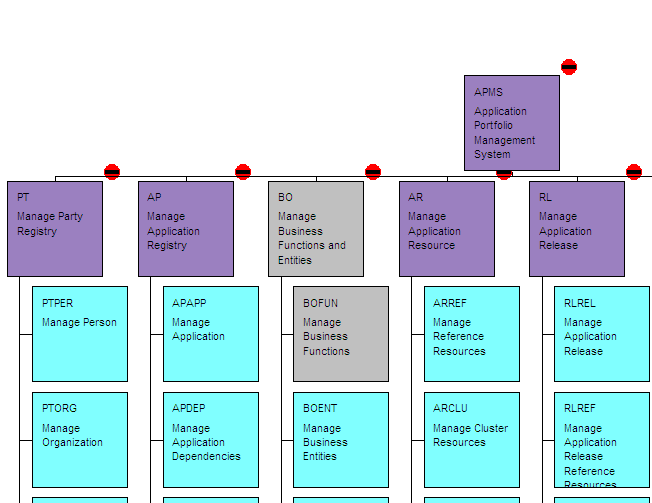 APMS
Application
Portfolio
Management
System
PT
Manage Party
Registry
AP
Manage
Application
Registry
BO
Manage
Business
Functions and
Entities
AR
Manage
Application
Resource
RL
Manage
Application
Release
PTPER
Manage Person
APAPP
Manage
Application
BOFUN
Manage
Business
Functions
ARREF
Manage
Reference
Resources
RLREL
Manage
Application
Release
PTORG
Manage
Organization
APDEP
Manage
Application
Dependencies
BOENT
Manage
Business
Entities
ARCLU
Manage Cluster
Resources
RLREF
Manage
Application
Release
Reference
Resources